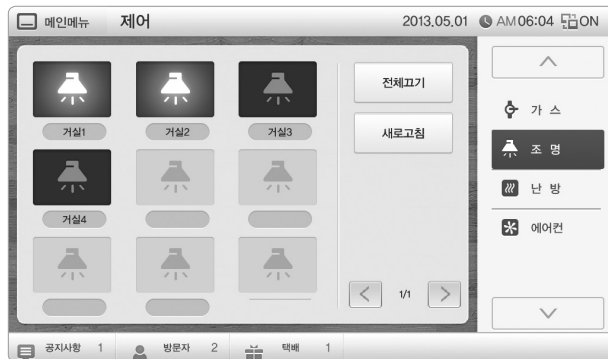 메인메뉴 제어 2013.05.01 AM 06:04 ON
거실1 거실2 거실3
거실4
전체끄기
새로고침
1/1
가 스
조 명
난 방
에어컨
공지사항 1 방문자 2 택배 1